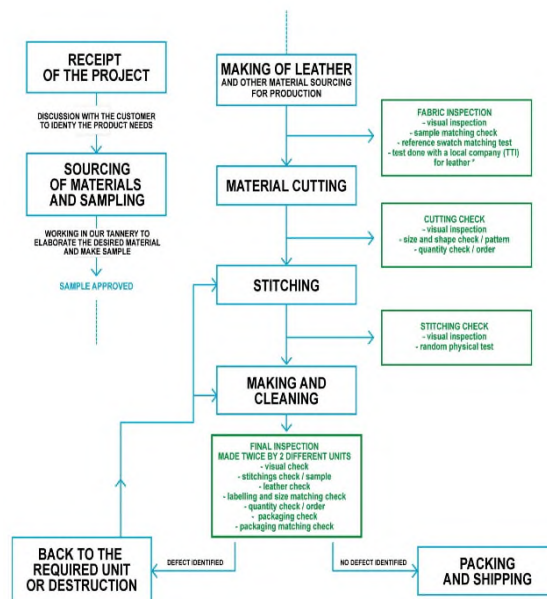 RECEIPT
OF THE PROJECT
DISCUSSION WITH THE CUSTOMER
TO IDENTY THE PRODUCT NEEDS
SOURCING
OF MATERIALS
AND SAMPLING
WORKING IN OUR TANNERY TO
ELABORATE THE DESIRED MATERIAL
AND MAKE SAMPLE
SAMPLE APPROVED
MAKING OF LEATHER
AND OTHER MATERIAL SOURCING
FOR PRODUCTION
FABRIC INSPECTION
- visual inspection
- sample matching check
- reference swatch matching test
- test done with a local company (TTI)
for leather *
MATERIAL CUTTING
CUTTING CHECK
- visual inspection
- size and shape check / pattern
- quantity check / order
STITCHING
STITCHING CHECK
- visual inspection
- random physical test
MAKING AND
CLEANING
FINAL INSPECTION
MADE TWICE BY 2 DIFFERENT UNITS
- visual check
- stitchings check / sample
- leather check
- labelling and size matching check
- quantity check / order
- packaging check
- packaging matching check
DEFECT IDENTIFIED
NO DEFECT IDENTIFIED
BACK TO THE
REQUIRED UNIT
OR DESTRUCTION
PACKING
AND SHIPPING